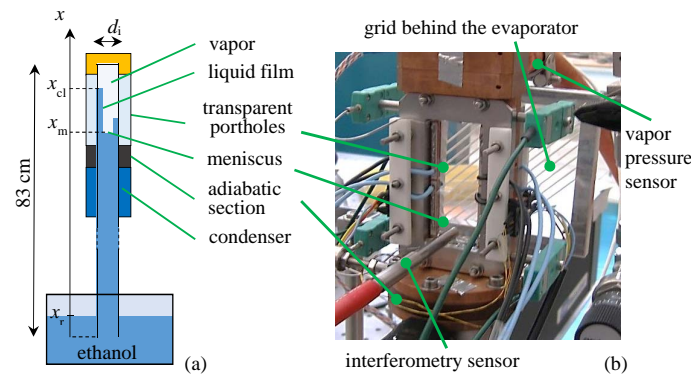 x
d_i
vapor
liquid film
x_cl
transparent
portholes
x_m
meniscus
adiabatic
section
condenser
83 cm
x_r
ethanol
(a)
grid behind the evaporator
vapor
pressure
sensor
interferometry sensor
(b)